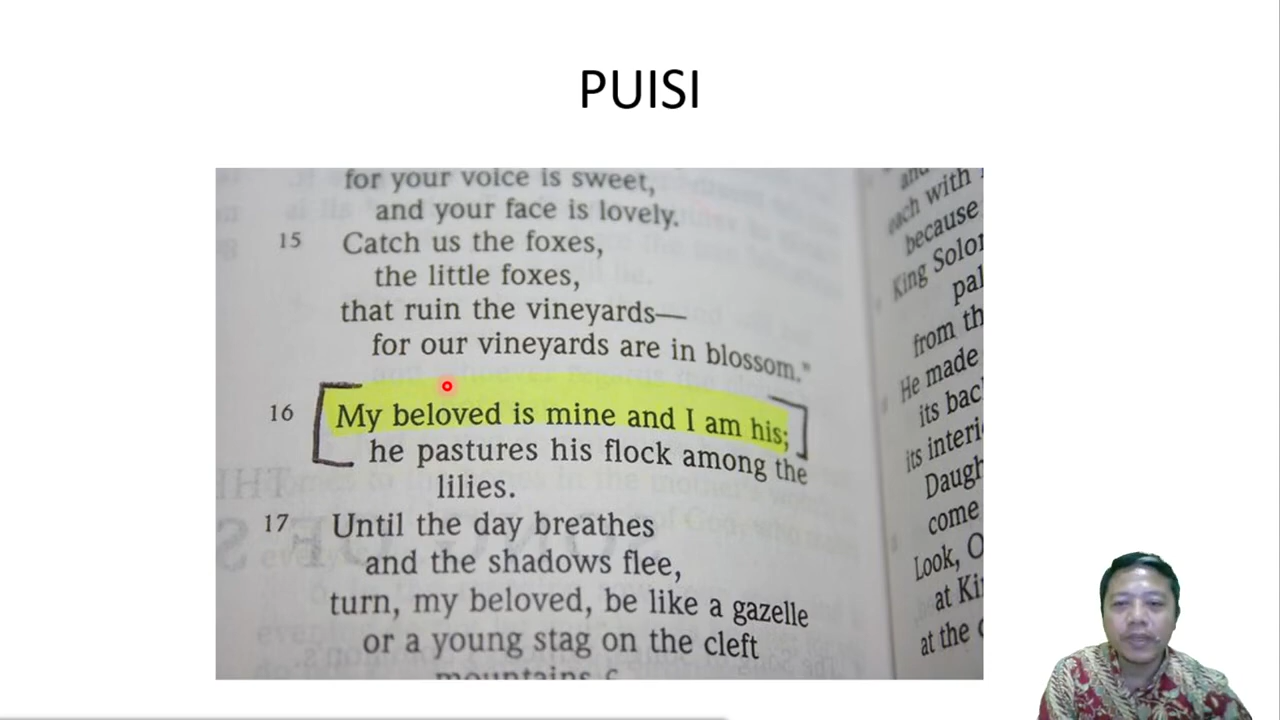 PUISI
for your voice is sweet,
and your face is lovely.
15 Catch us the foxes,
the little foxes,
that ruin the vineyards—
for our vineyards are in blossom."
16 My beloved is mine and I am his;
he pastures his flock among the
lilies.
17 Until the day breathes
and the shadows flee,
turn, my beloved, be like a gazelle
or a young stag on the cleft
mountains.
each with
because
King Solo
pal
from th
He made
its bac
its interi
Daugh
come
Look, O
at Ki
at the